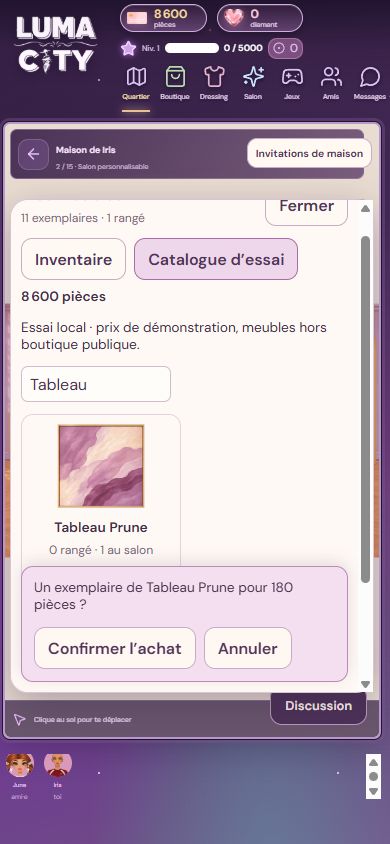 LUMA
CITY
8 600
pièces
0
diamant
Niv. 1
0 / 5000
0
Quartier
Boutique
Dressing
Salon
Jeux
Amis
Messages
Maison de Iris
2 / 15 · Salon personnalisable
Invitations de maison
Fermer
11 exemplaires · 1 rangé
Inventaire
Catalogue d’essai
8 600 pièces
Essai local · prix de démonstration, meubles hors
boutique publique.
Tableau
Tableau Prune
0 rangé · 1 au salon
Un exemplaire de Tableau Prune pour 180
pièces ?
Confirmer l’achat
Annuler
Discussion
Clique au sol pour te déplacer
June
Iris
ami·e
toi